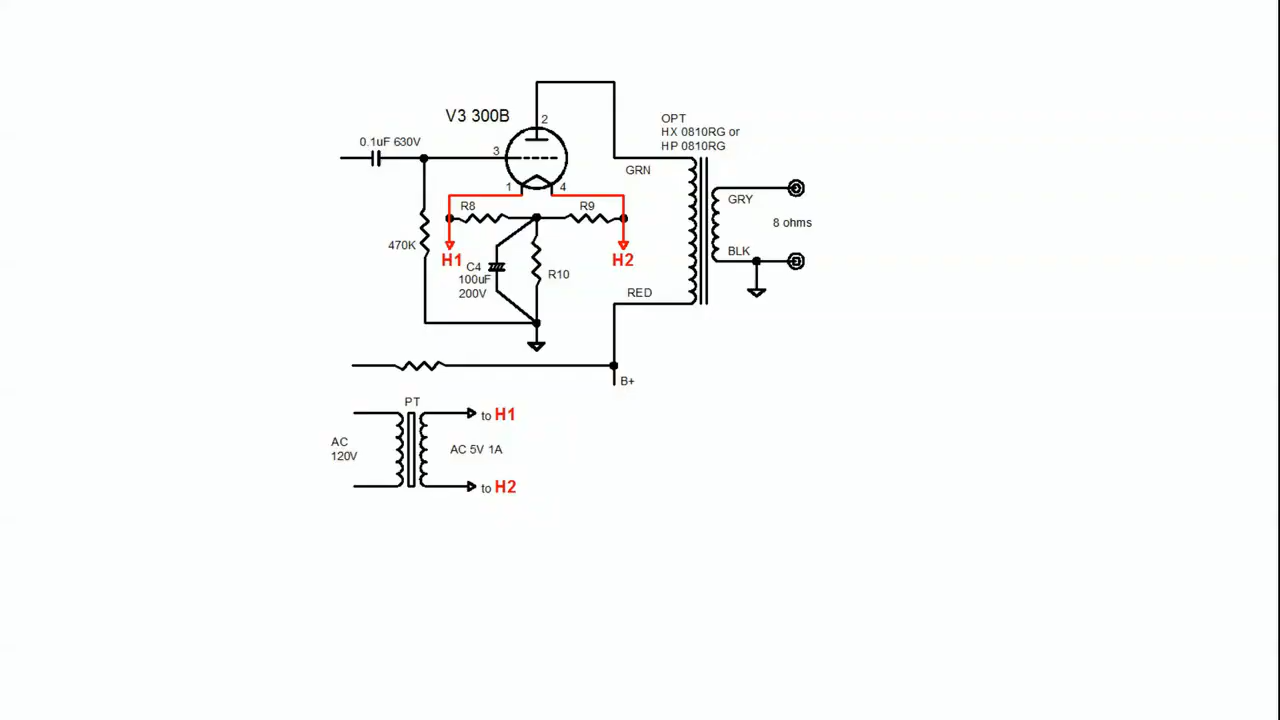 V3 300B
2
OPT
HX 0810RG or
HP 0810RG
0.1uF 630V
3
GRN
1
4
GRY
R8
R9
8 ohms
470K
H1
H2
BLK
C4
100uF
200V
R10
RED
B+
PT
to H1
AC
120V
AC 5V 1A
to H2